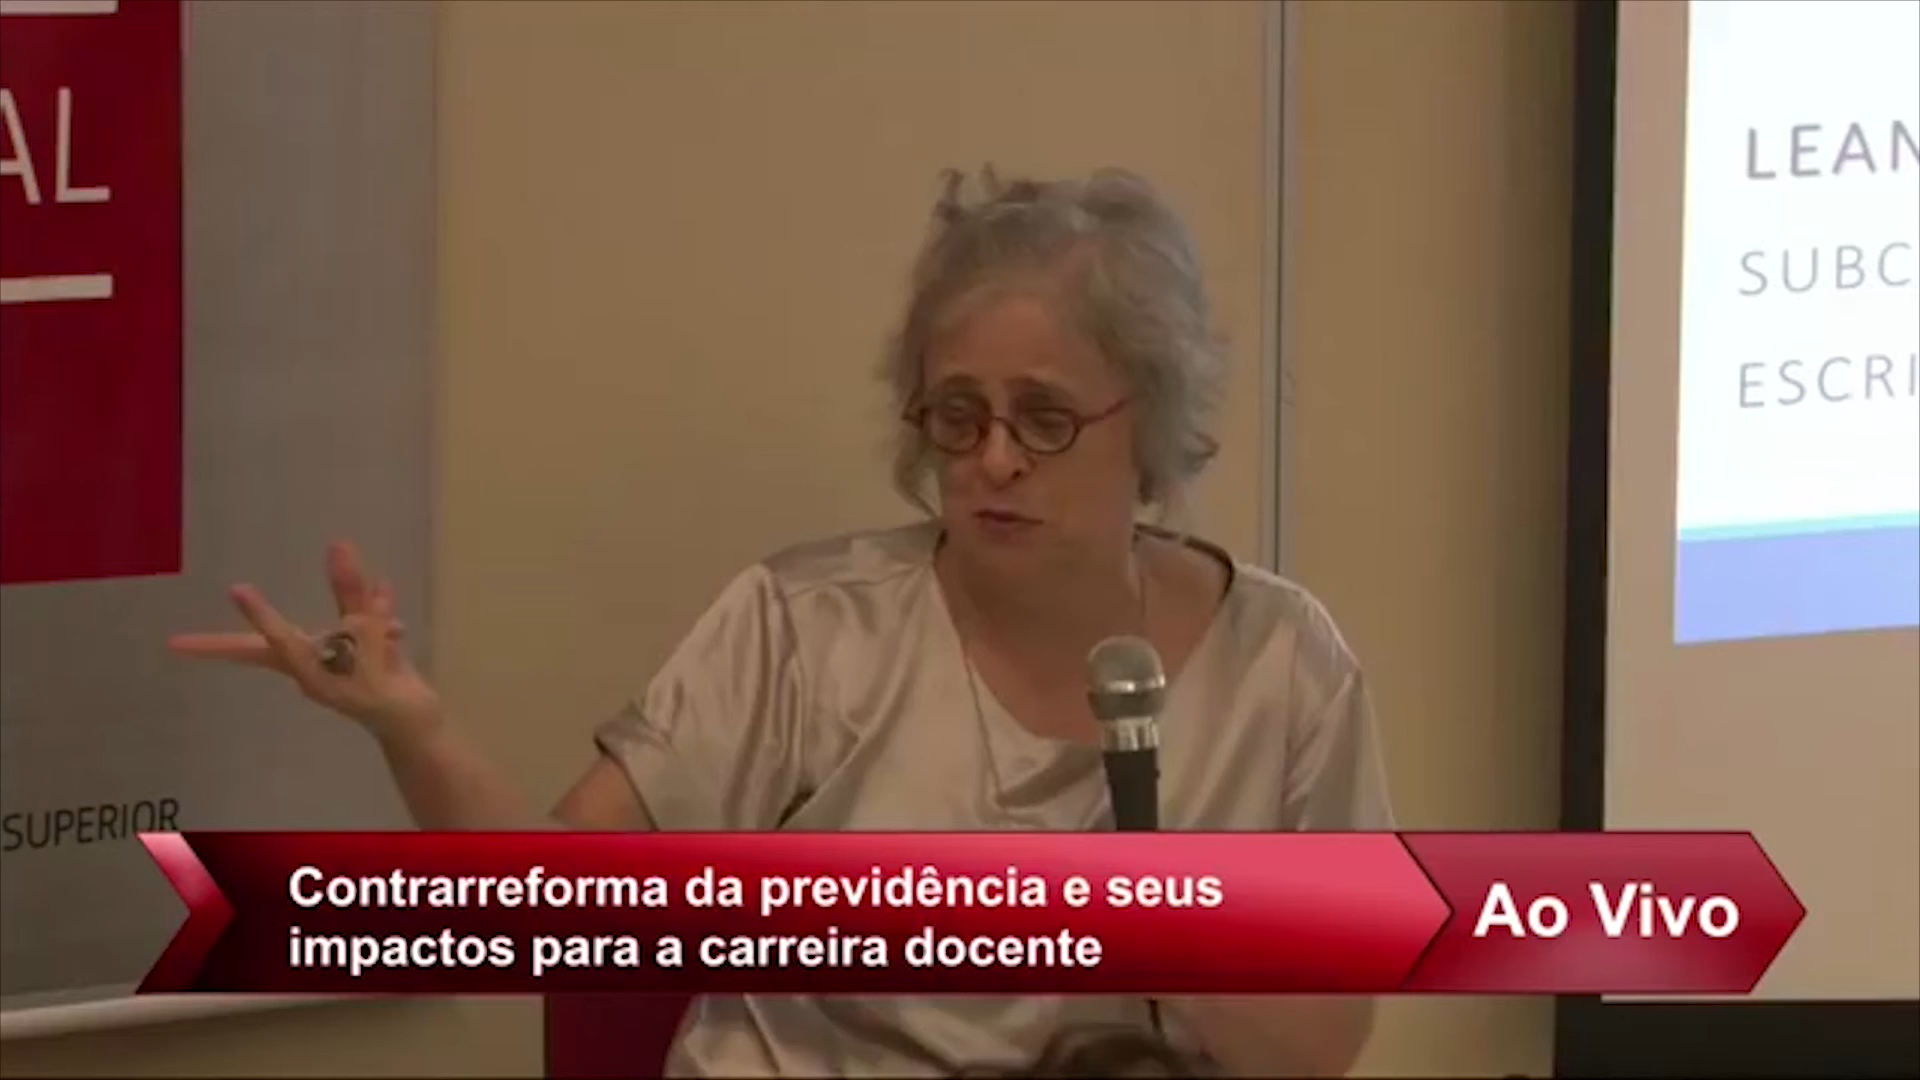 AL
SUPERIOR
LEAN
SUBC
ESCRI
Contrarreforma da previdência e seus
impactos para a carreira docente
Ao Vivo